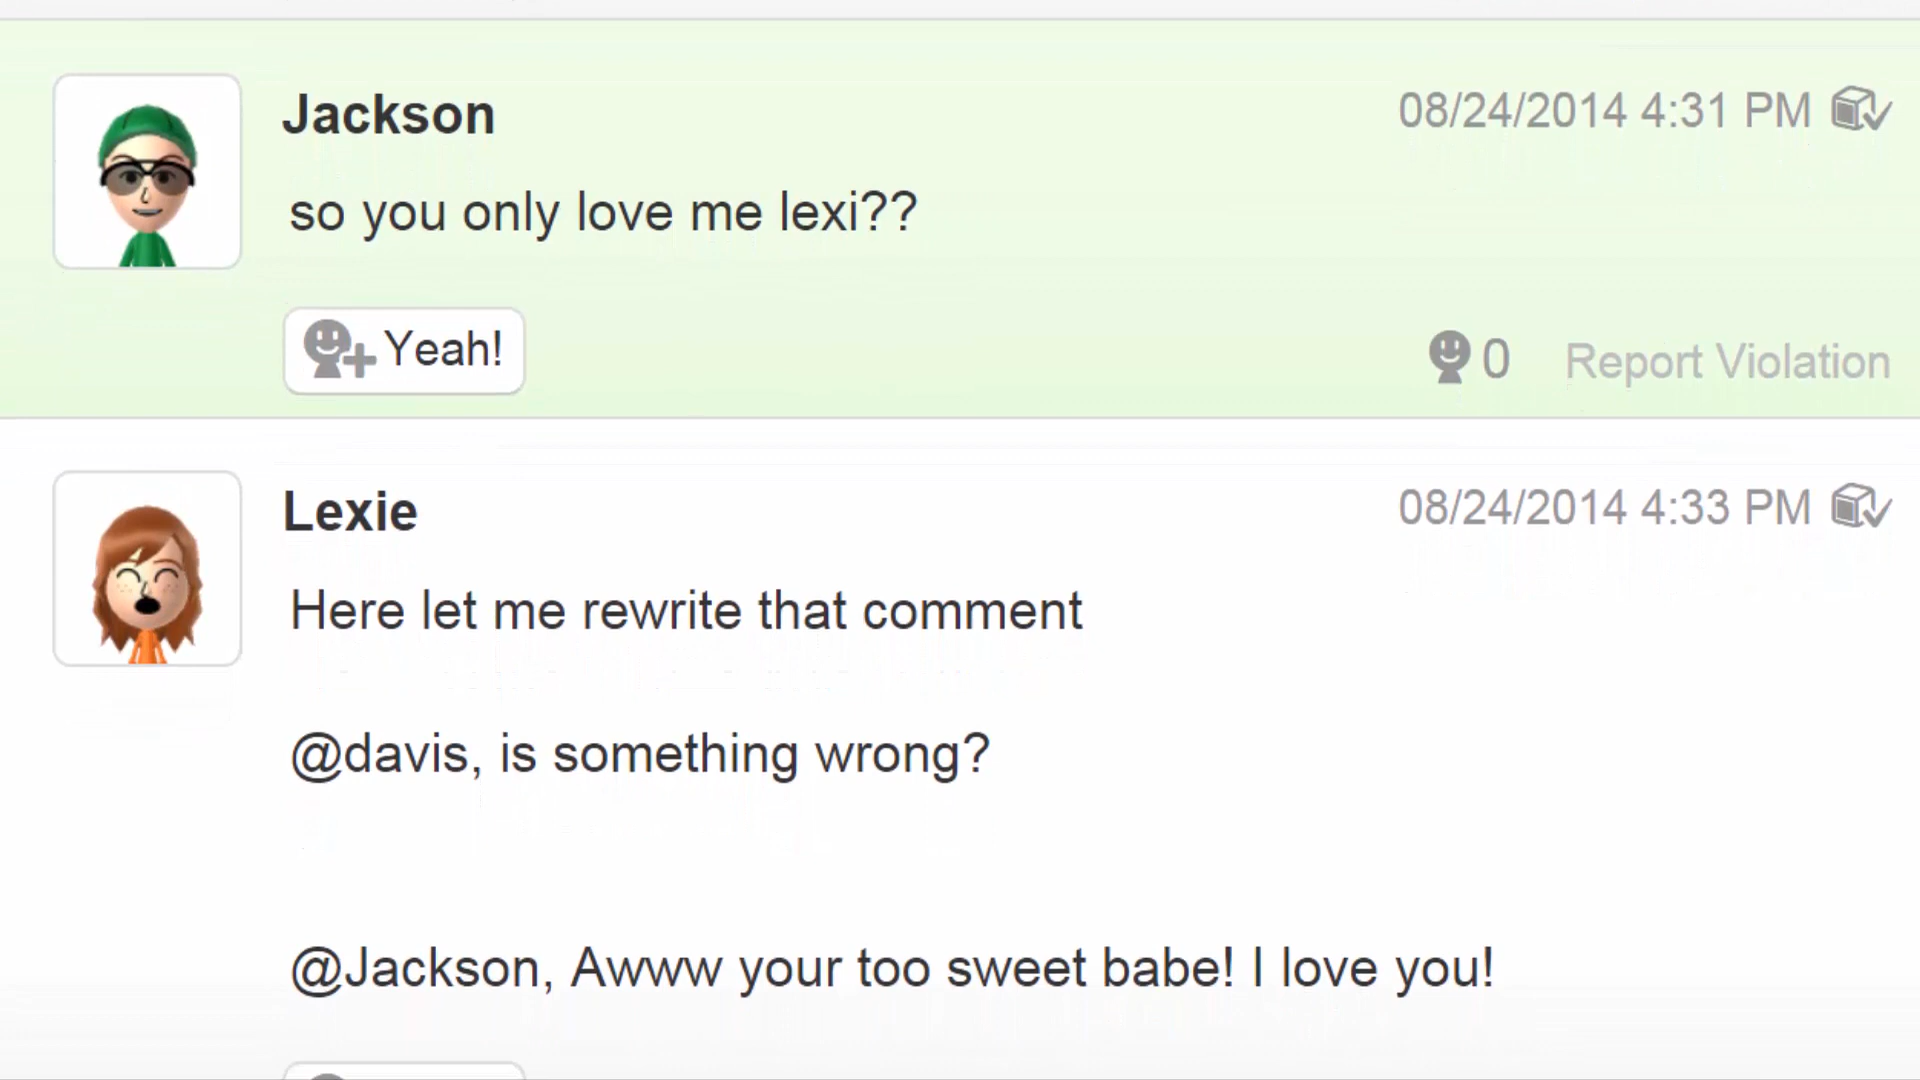 Jackson
08/24/2014 4:31 PM
so you only love me lexi??
Yeah!
0
Report Violation
Lexie
08/24/2014 4:33 PM
Here let me rewrite that comment
@davis, is something wrong?
@Jackson, Awww your too sweet babe! I love you!